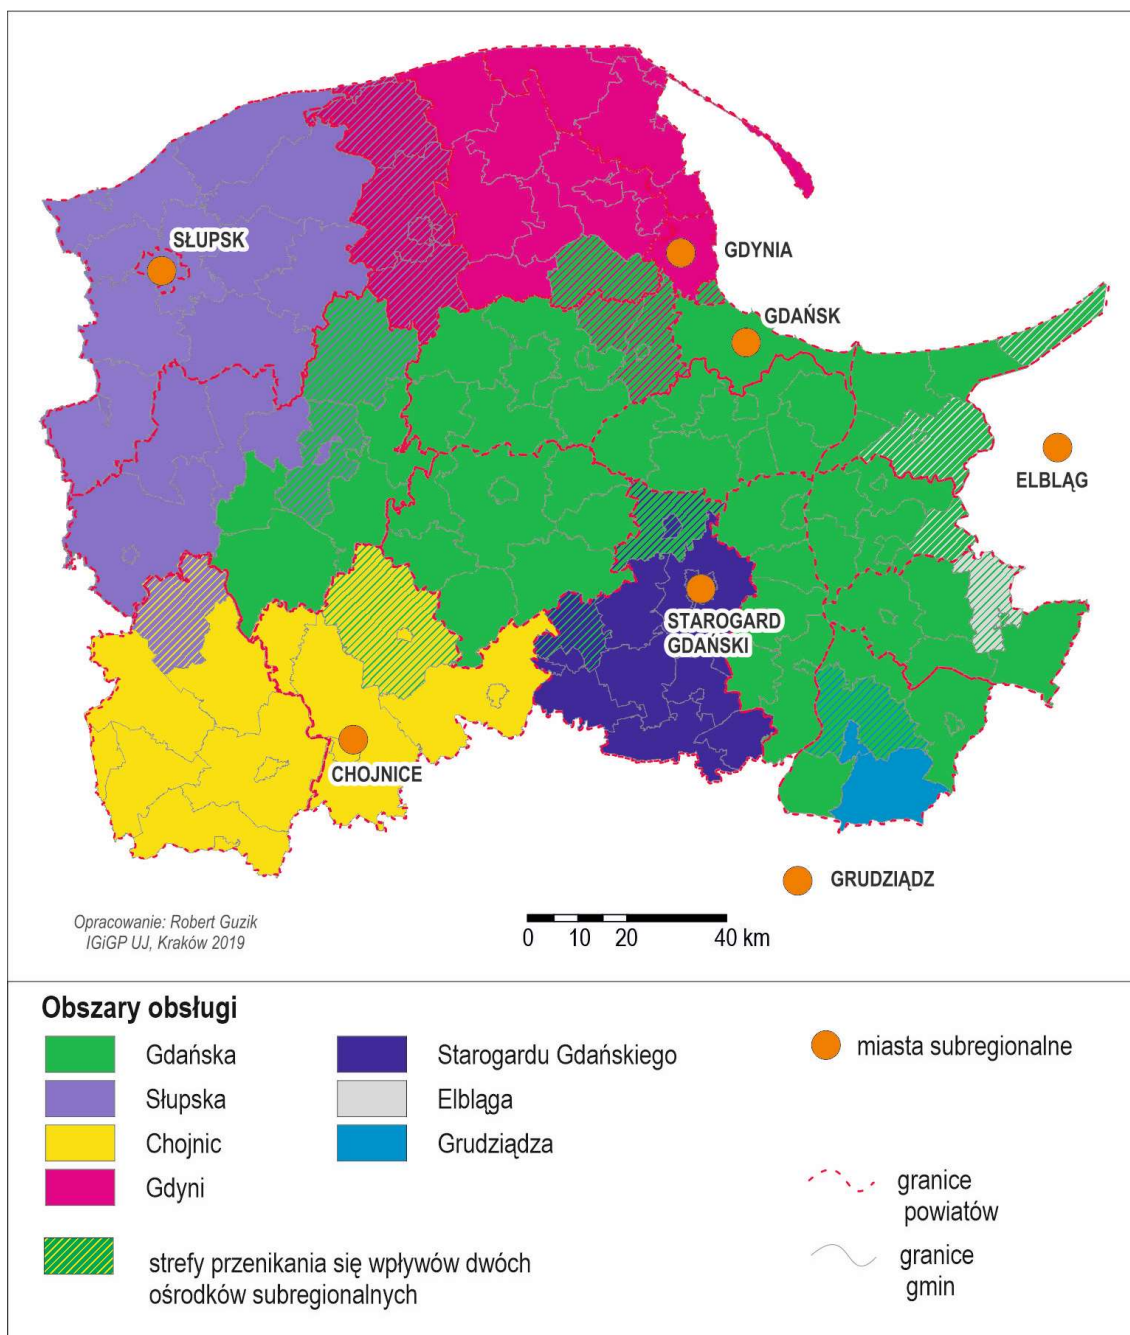 SŁUPSK
GDYNIA
GDAŃSK
ELBLĄG
STAROGARD
GDAŃSKI
CHOJNICE
GRUDZIĄDZ
Opracowanie: Robert Guzik
IGiGP UJ, Kraków 2019
0 10 20 40 km
Obszary obsługi
Gdańska
Słupska
Chojnic
Gdyni
Starogardu Gdańskiego
Elbląga
Grudziądza
miasta subregionalne
strefy przenikania się wpływów dwóch
ośrodków subregionalnych
granice
powiatów
granice
gmin